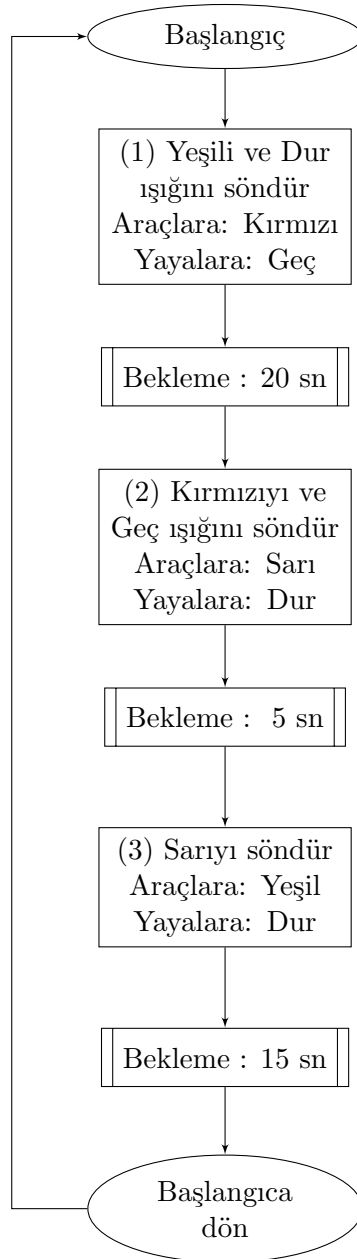 Başlangıç
(1) Yeşili ve Dur
ışığını söndür
Araçlara: Kırmızı
Yayalara: Geç
Bekleme : 20 sn
(2) Kırmızıyı ve
Geç ışığını söndür
Araçlara: Sarı
Yayalara: Dur
Bekleme : 5 sn
(3) Sarıyı söndür
Araçlara: Yeşil
Yayalara: Dur
Bekleme : 15 sn
Başlangıca
dön